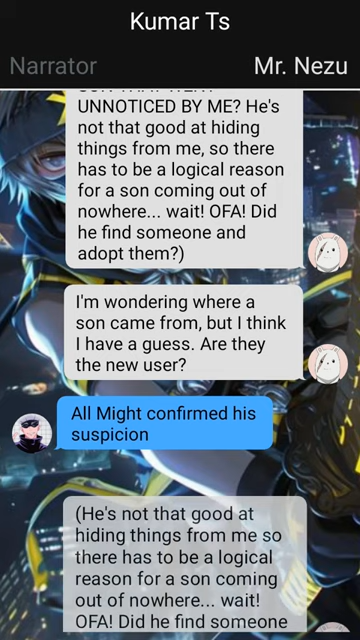 Kumar Ts
Narrator
Mr. Nezu
UNNOTICED BY ME? He's
not that good at hiding
things from me, so there
has to be a logical reason
for a son coming out of
nowhere... wait! OFA! Did
he find someone and
adopt them?)
I'm wondering where a
son came from, but I think
I have a guess. Are they
the new user?
All Might confirmed his
suspicion
(He's not that good at
hiding things from me so
there has to be a logical
reason for a son coming
out of nowhere... wait!
OFA! Did he find someone